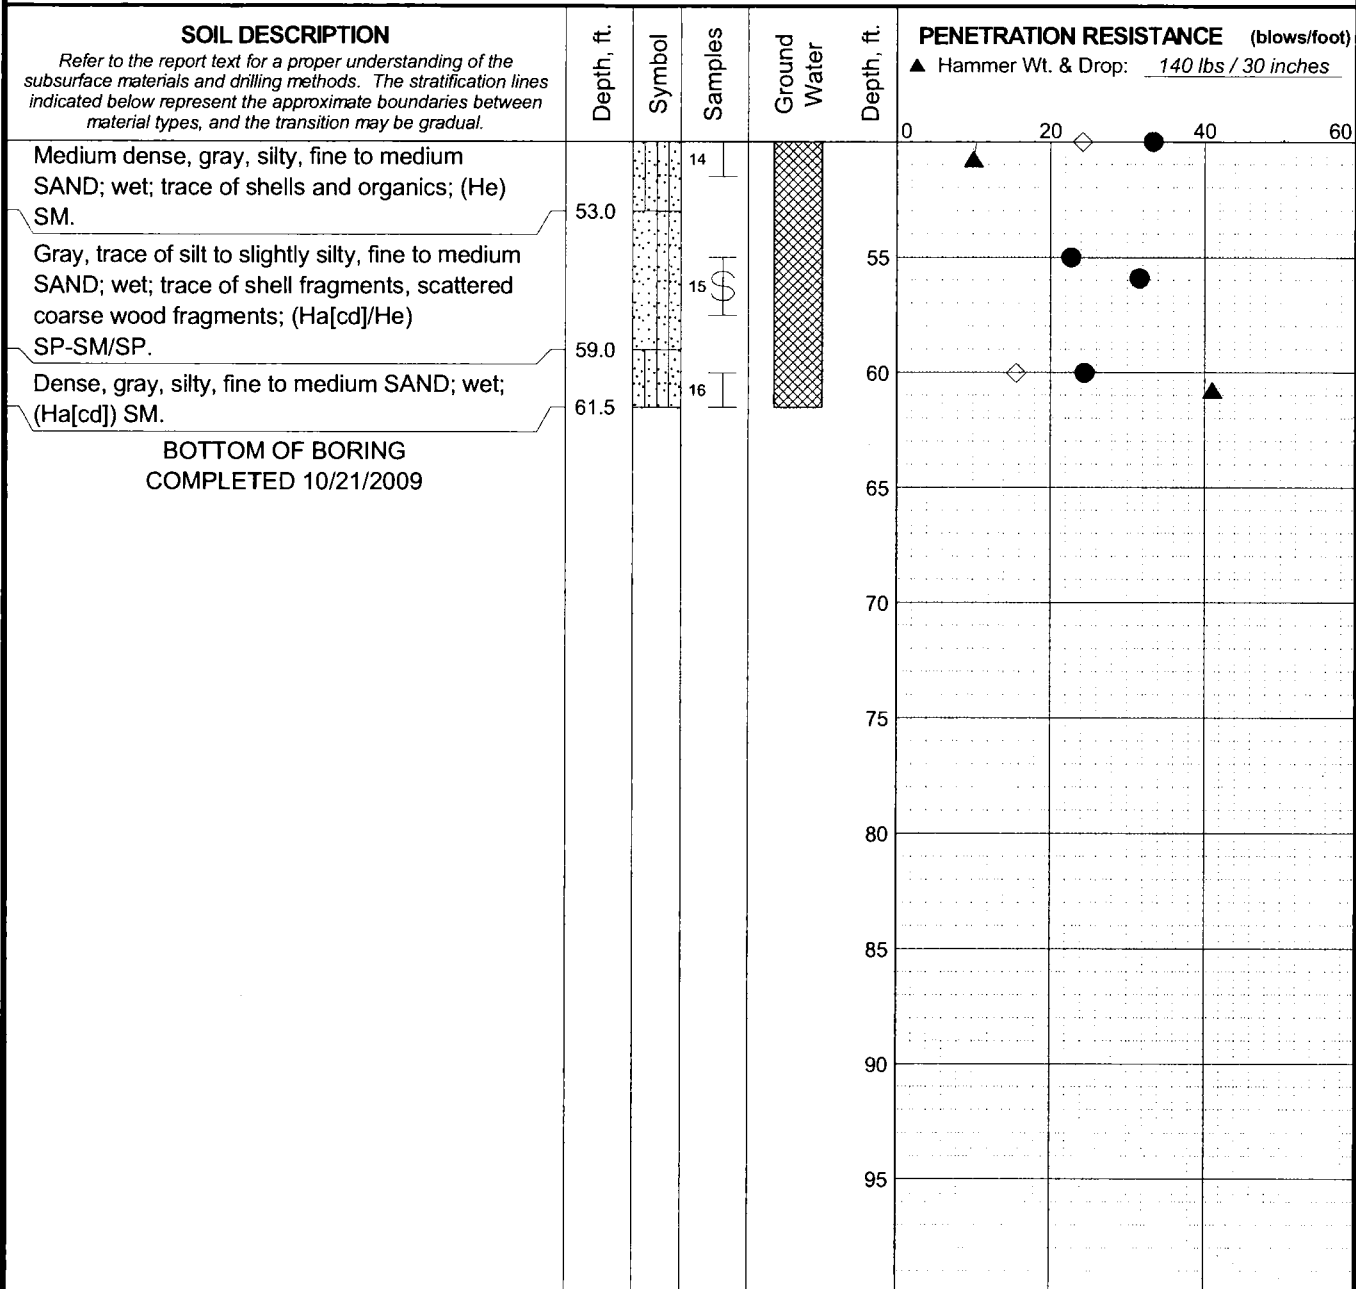 SOIL DESCRIPTION
Refer to the report text for a proper understanding of the
subsurface materials and drilling methods. The stratification lines
indicated below represent the approximate boundaries between
material types, and the transition may be gradual.
Depth, ft.
Symbol
Samples
Ground
Water
Depth, ft.
PENETRATION RESISTANCE (blows/foot)
▲ Hammer Wt. & Drop: 140 lbs / 30 inches
0 20 40 60
Medium dense, gray, silty, fine to medium
SAND; wet; trace of shells and organics; (He)
SM.
53.0
14
Gray, trace of silt to slightly silty, fine to medium
SAND; wet; trace of shell fragments, scattered
coarse wood fragments; (Ha[cd]/He)
SP-SM/SP.
59.0
15
Dense, gray, silty, fine to medium SAND; wet;
(Ha[cd]) SM.
61.5
16
BOTTOM OF BORING
COMPLETED 10/21/2009
55
60
65
70
75
80
85
90
95